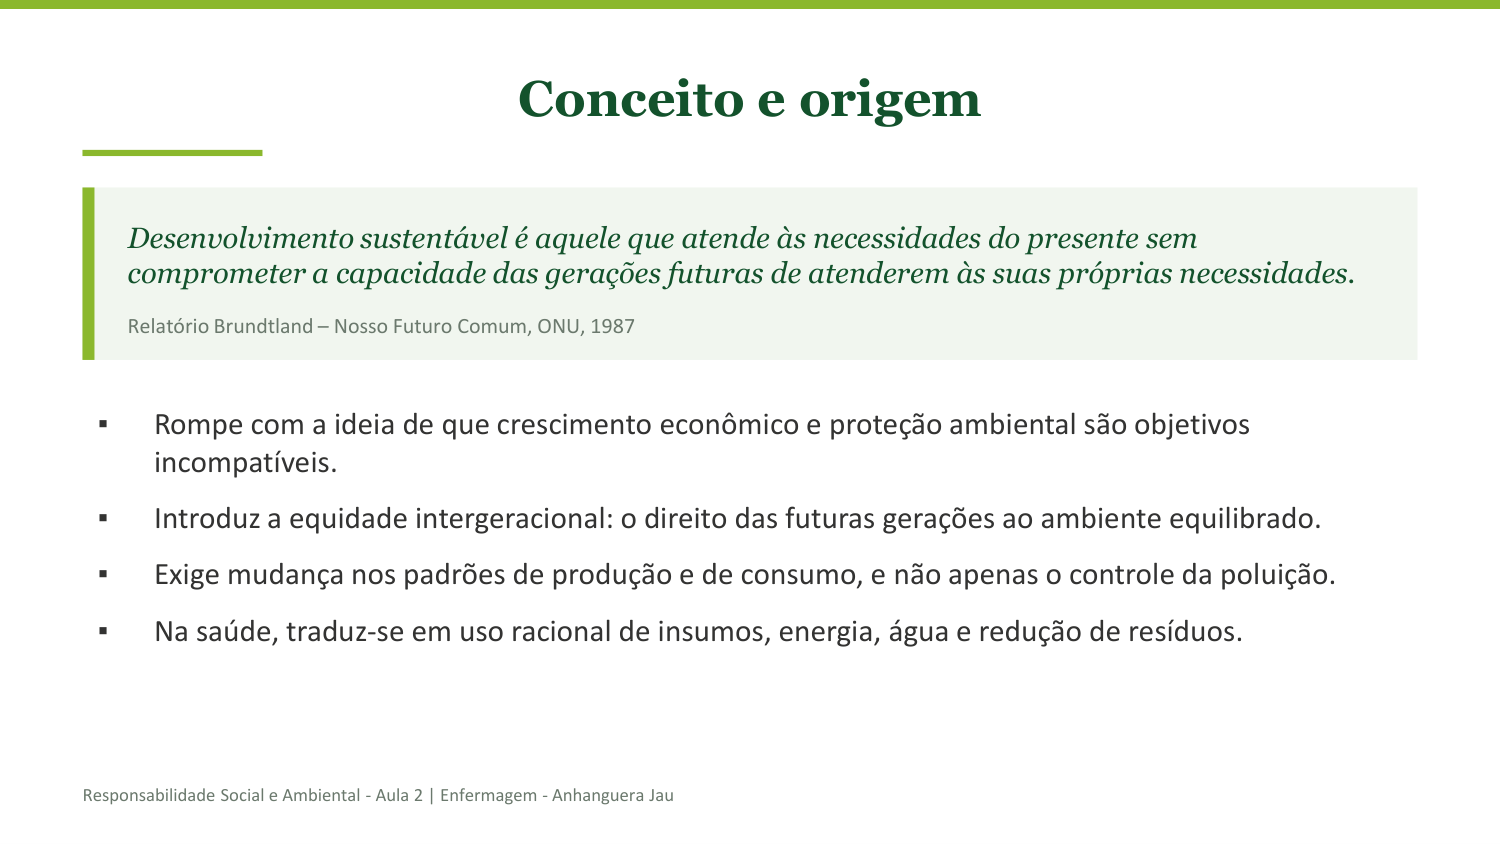 Conceito e origem
Desenvolvimento sustentável é aquele que atende às necessidades do presente sem
comprometer a capacidade das gerações futuras de atenderem às suas próprias necessidades.
Relatório Brundtland – Nosso Futuro Comum, ONU, 1987
▪ Rompe com a ideia de que crescimento econômico e proteção ambiental são objetivos
incompatíveis.
▪ Introduz a equidade intergeracional: o direito das futuras gerações ao ambiente equilibrado.
▪ Exige mudança nos padrões de produção e de consumo, e não apenas o controle da poluição.
▪ Na saúde, traduz-se em uso racional de insumos, energia, água e redução de resíduos.
Responsabilidade Social e Ambiental - Aula 2 | Enfermagem - Anhanguera Jau